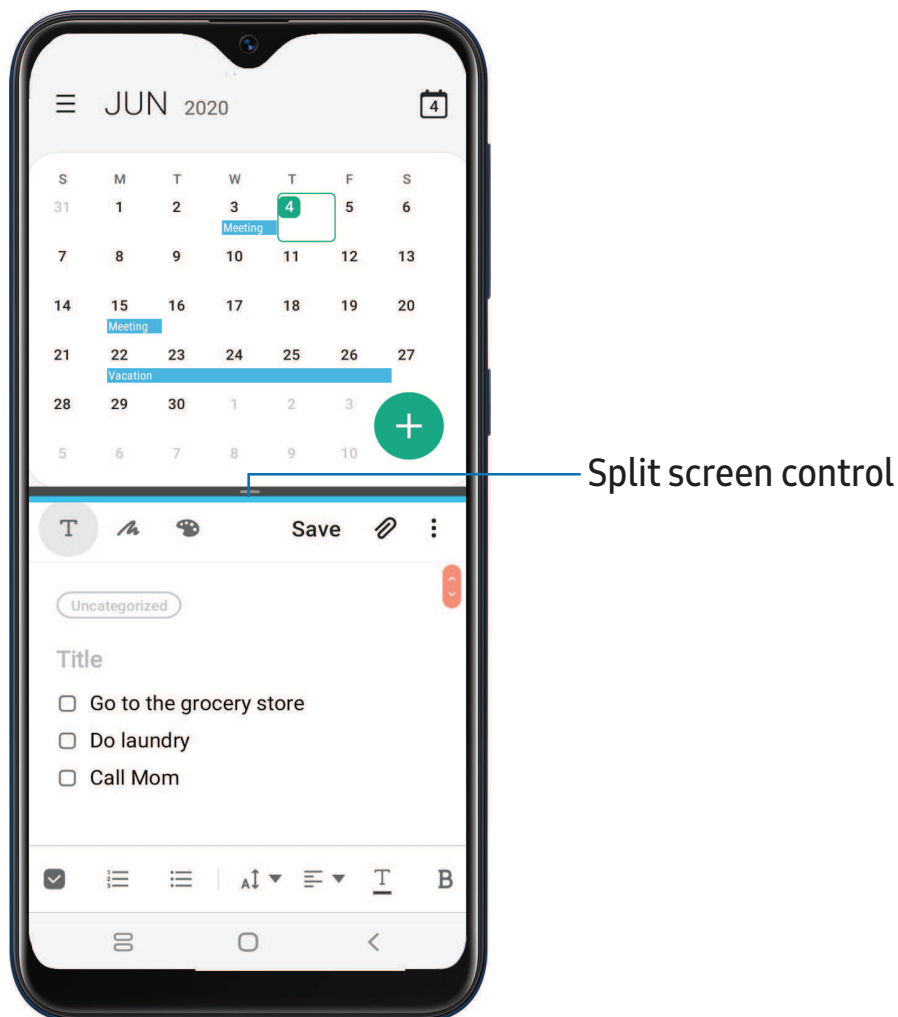 JUN 2020
4
S M T W T F S
31 1 2 3 4 5 6
Meeting
7 8 9 10 11 12 13
14 15 16 17 18 19 20
Meeting
21 22 23 24 25 26 27
Vacation
28 29 30 1 2 3
5 6 7 8 9 10
Split screen control
T Save
Uncategorized
Title
Go to the grocery store
Do laundry
Call Mom
1 2 3 A T B